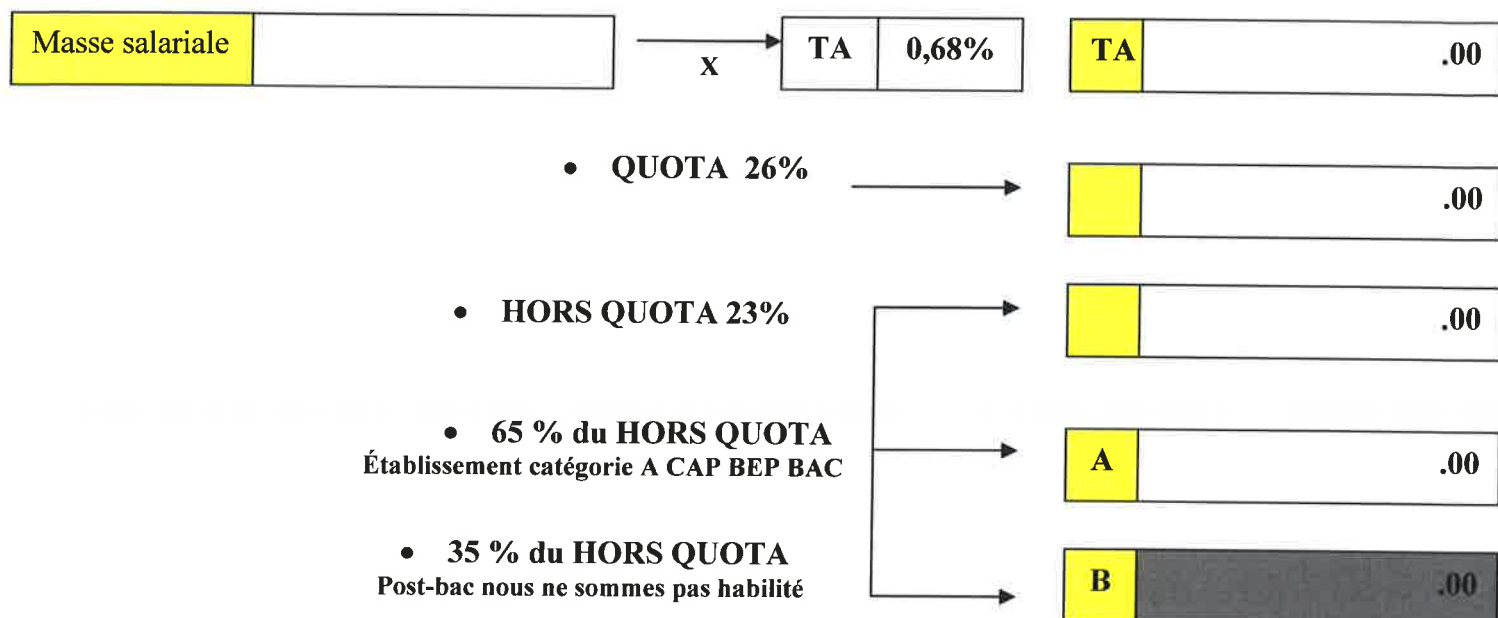 Masse salariale
X
TA 0,68%
TA .00
• QUOTA 26%
.00
• HORS QUOTA 23%
.00
• 65 % du HORS QUOTA
Établissement catégorie A CAP BEP BAC
A .00
• 35 % du HORS QUOTA
Post-bac nous ne sommes pas habilité
B .00